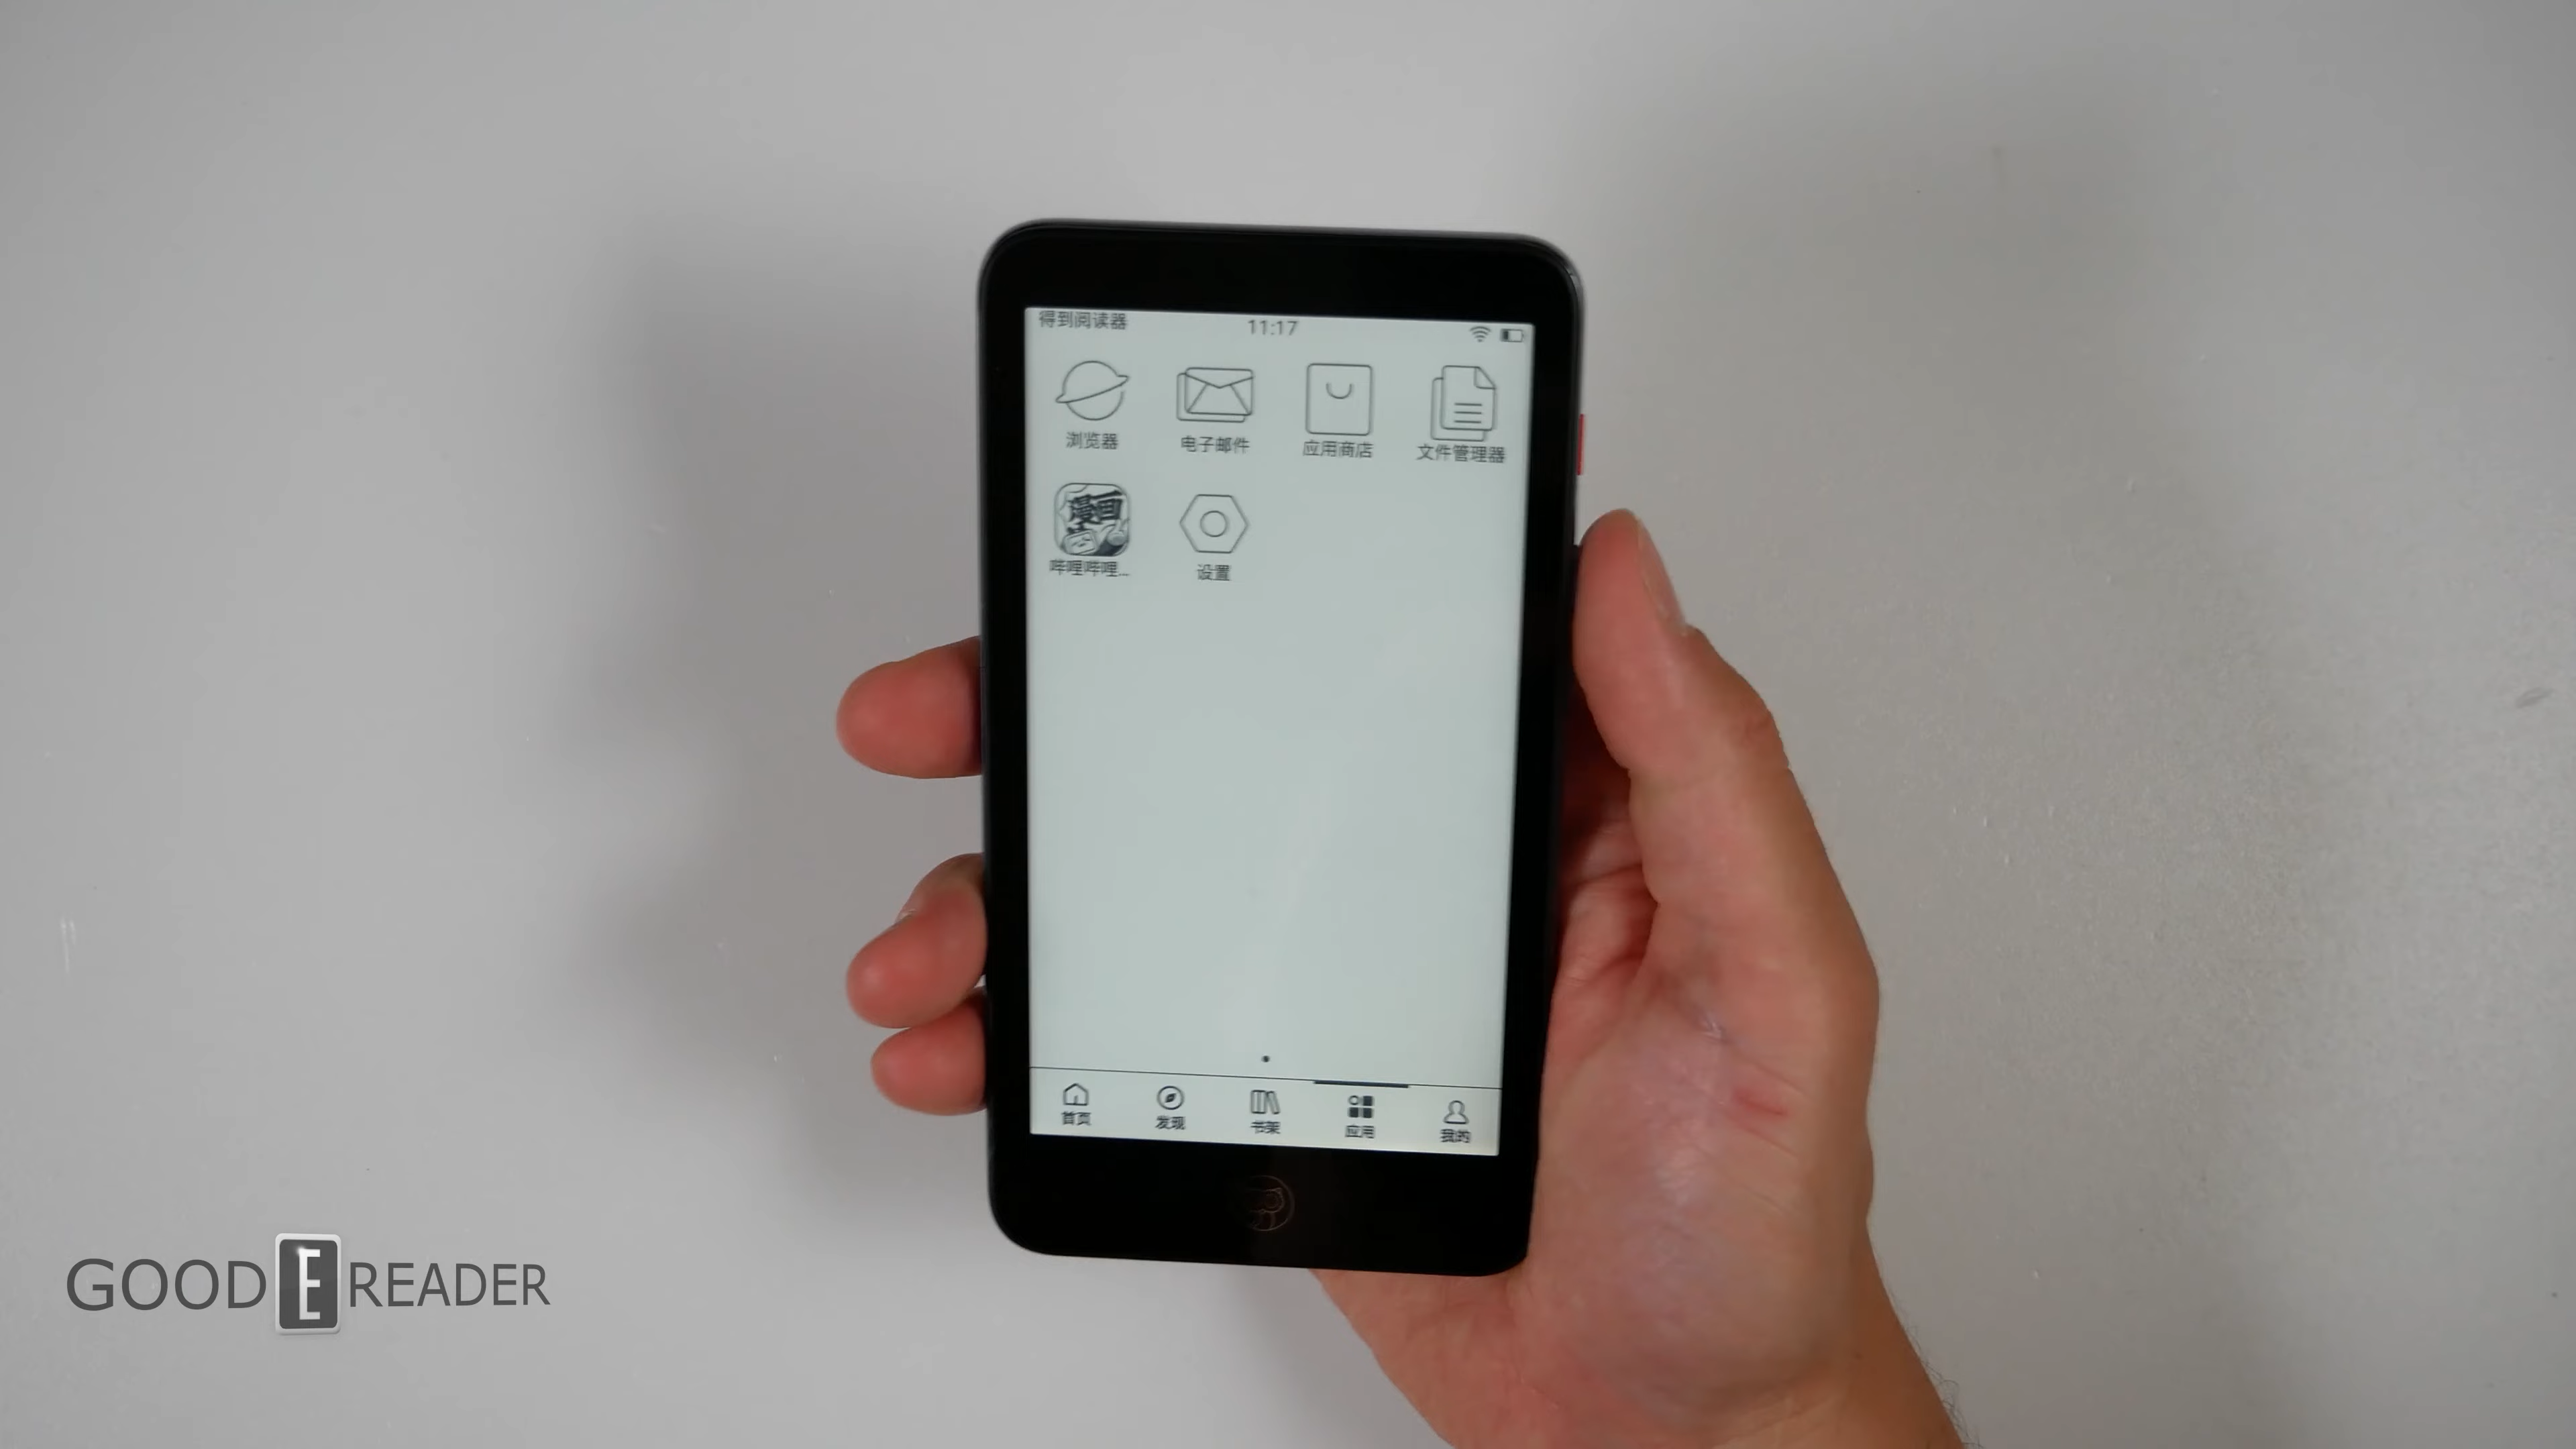 得到阅读器 11:17
浏览器 电子邮件 应用商店 文件管理器
漫画
哔哩哔哩... 设置
首页 发现 书架 应用 我的
GOOD E READER